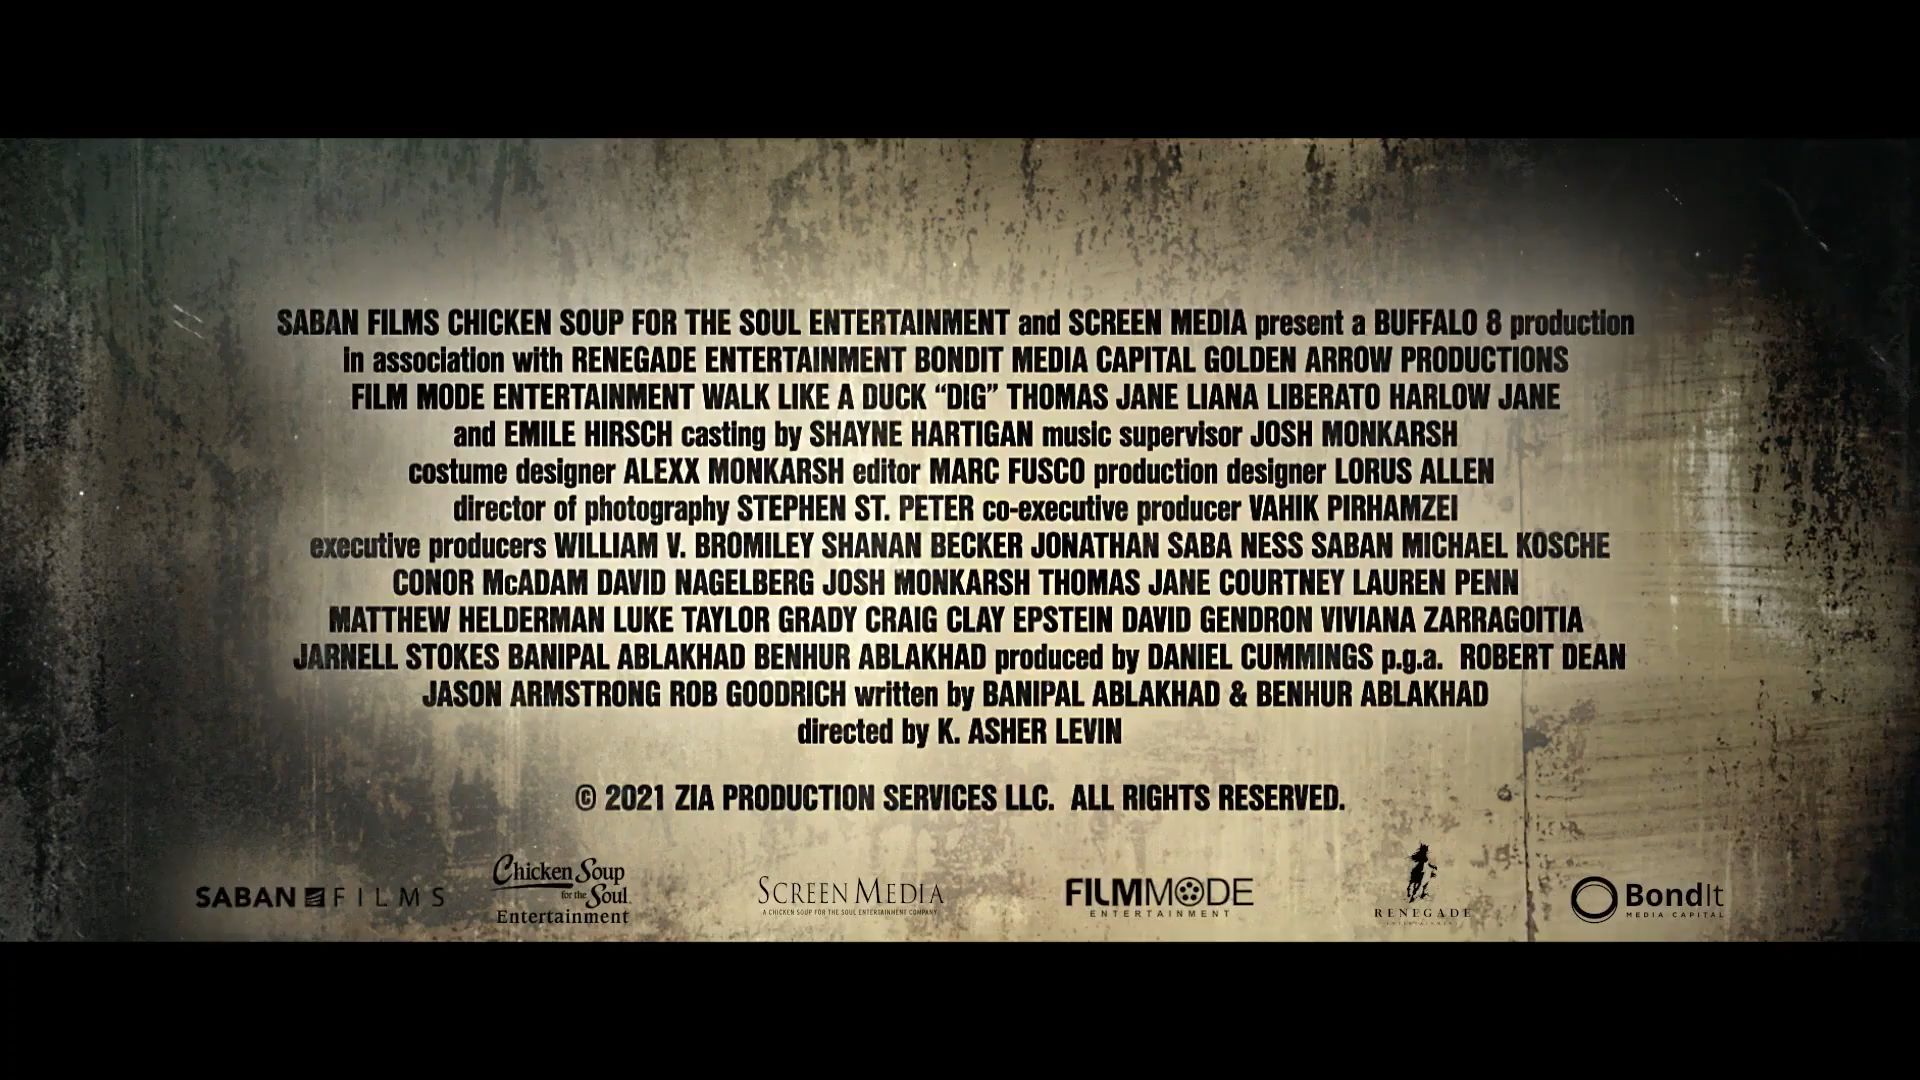 SABAN FILMS CHICKEN SOUP FOR THE SOUL ENTERTAINMENT and SCREEN MEDIA present a BUFFALO 8 production
in association with RENEGADE ENTERTAINMENT BONDIT MEDIA CAPITAL GOLDEN ARROW PRODUCTIONS
FILM MODE ENTERTAINMENT WALK LIKE A DUCK “DIG” THOMAS JANE LIANA LIBERATO HARLOW JANE
and EMILE HIRSCH casting by SHAYNE HARTIGAN music supervisor JOSH MONKARSH
costume designer ALEXX MONKARSH editor MARC FUSCO production designer LORUS ALLEN
director of photography STEPHEN ST. PETER co-executive producer VAHIK PIRHAMZEI
executive producers WILLIAM V. BROMILEY SHANAN BECKER JONATHAN SABA NESS SABAN MICHAEL KOSCHE
CONOR McADAM DAVID NAGELBERG JOSH MONKARSH THOMAS JANE COURTNEY LAUREN PENN
MATTHEW HELDERMAN LUKE TAYLOR GRADY CRAIG CLAY EPSTEIN DAVID GENDRON VIVIANA ZARRAGOITIA
JARNELL STOKES BANIPAL ABLAKHAD BENHUR ABLAKHAD produced by DANIEL CUMMINGS p.g.a. ROBERT DEAN
JASON ARMSTRONG ROB GOODRICH written by BANIPAL ABLAKHAD & BENHUR ABLAKHAD
directed by K. ASHER LEVIN
© 2021 ZIA PRODUCTION SERVICES LLC. ALL RIGHTS RESERVED.
SABAN FILMS
Chicken Soup
for the Soul
Entertainment
SCREEN MEDIA
A CHICKEN SOUP FOR THE SOUL ENTERTAINMENT COMPANY
FILMMODE
ENTERTAINMENT
RENEGADE
ENTERTAINMENT
BondIt
MEDIA CAPITAL